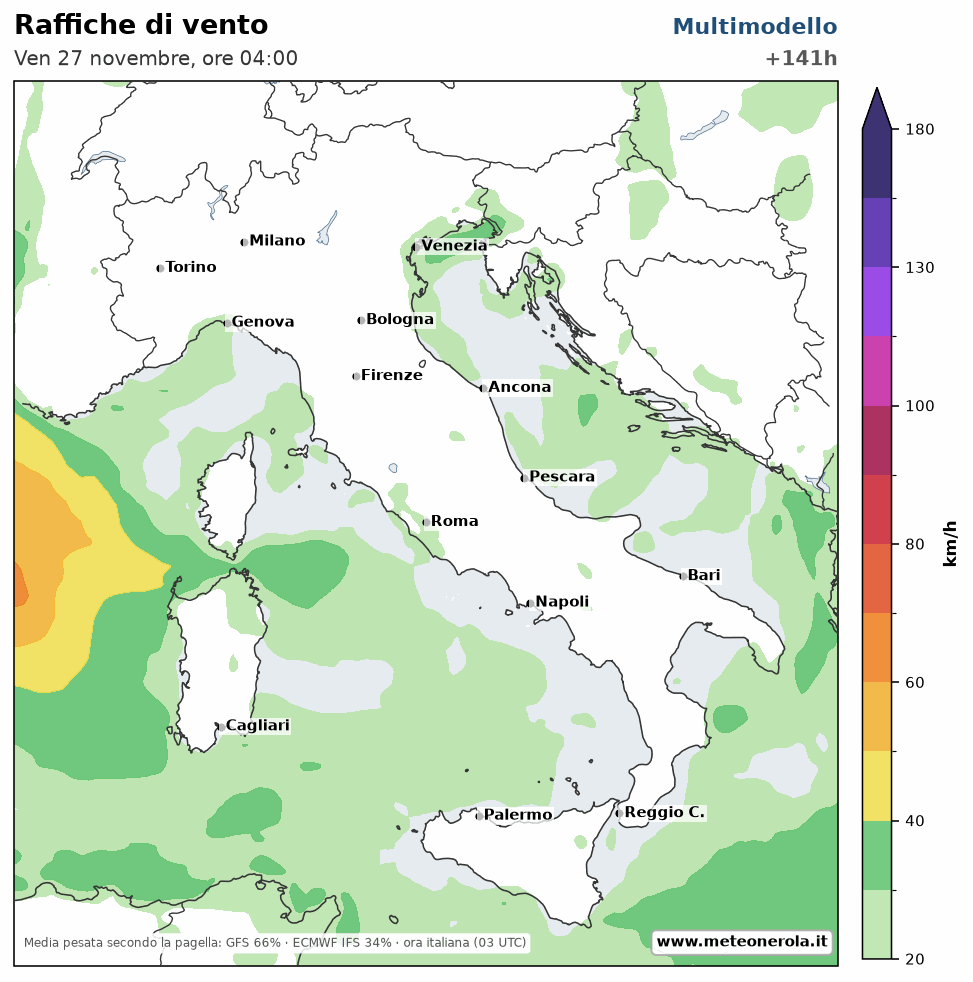 Raffiche di vento
Multimodello
Ven 27 novembre, ore 04:00
+141h
180
Milano
Venezia
Torino
130
Genova
Bologna
Firenze
Ancona
100
Pescara
Roma
80
km/h
Bari
Napoli
60
Cagliari
Palermo
Reggio C.
40
Media pesata secondo la pagella: GFS 66% · ECMWF IFS 34% · ora italiana (03 UTC)
www.meteonerola.it
20